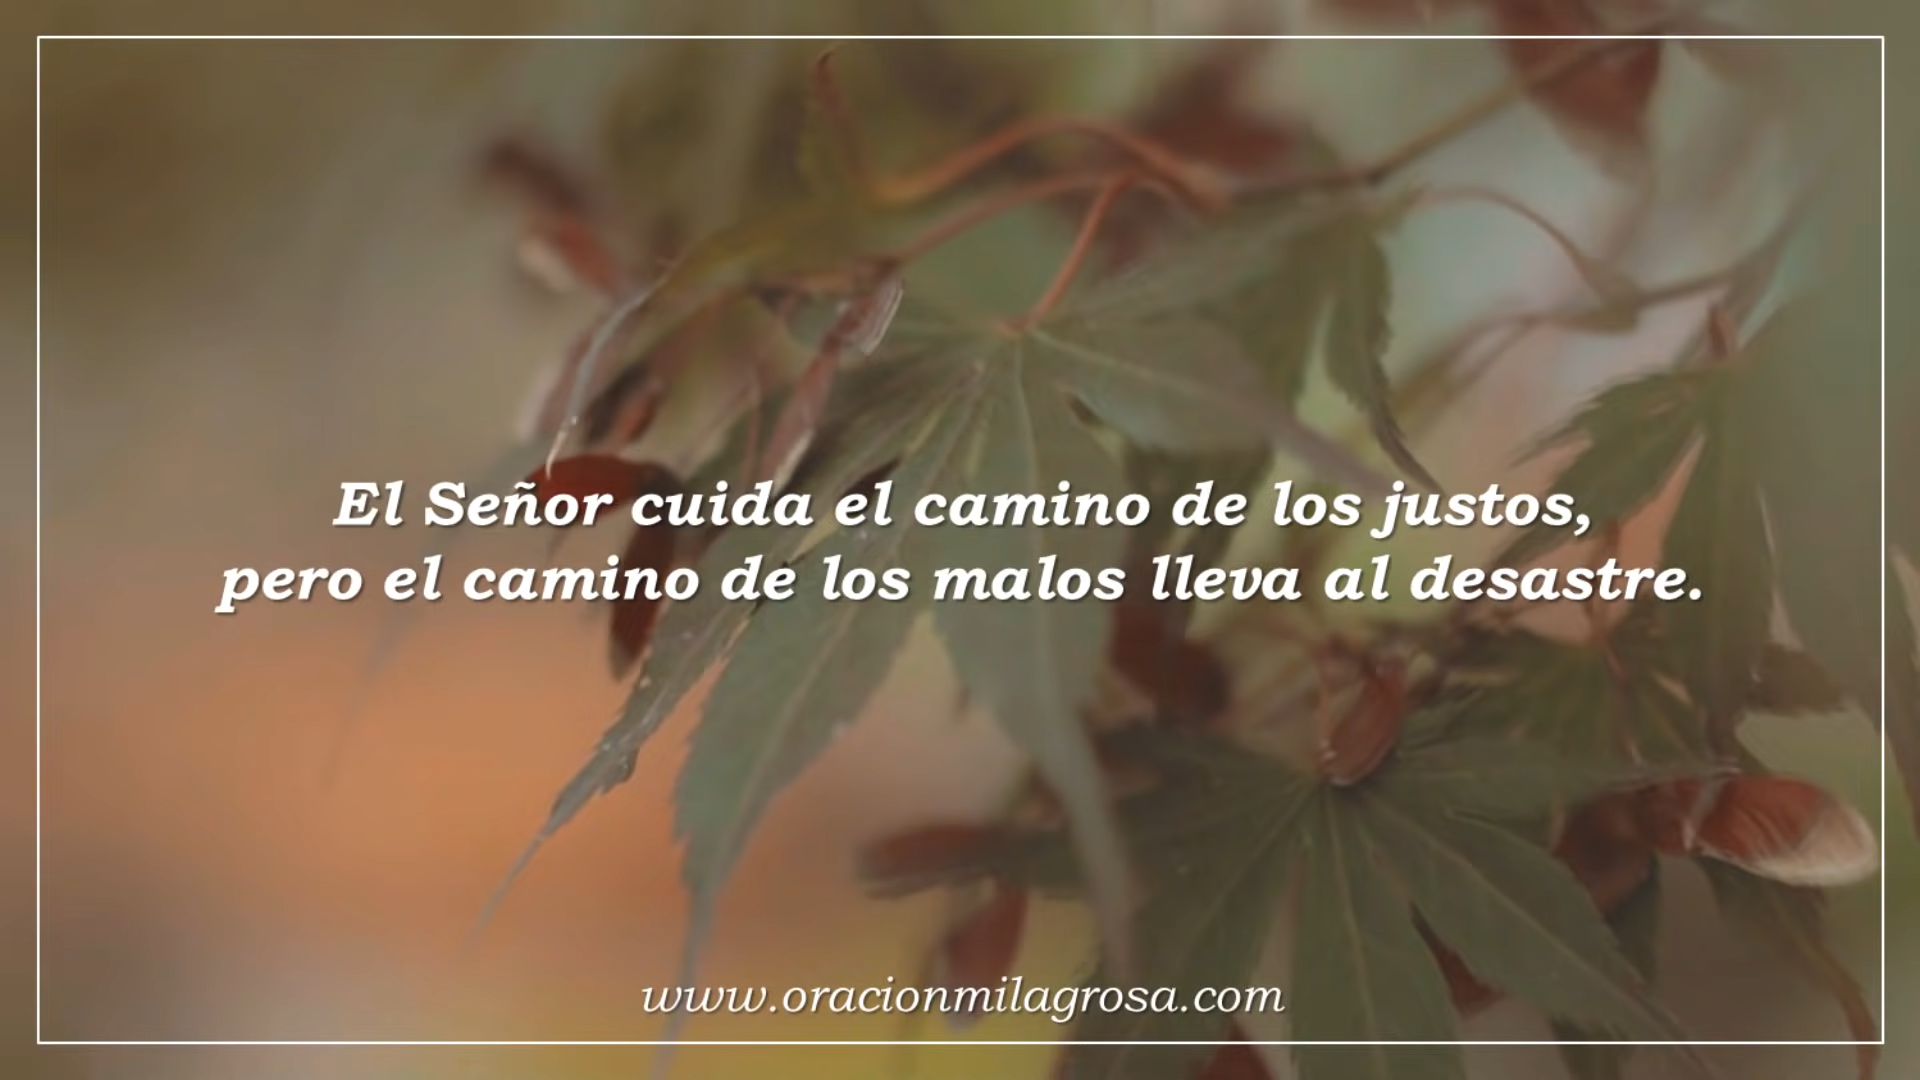 El Señor cuida el camino de los justos,
pero el camino de los malos lleva al desastre.
www.oracionmilagrosa.com